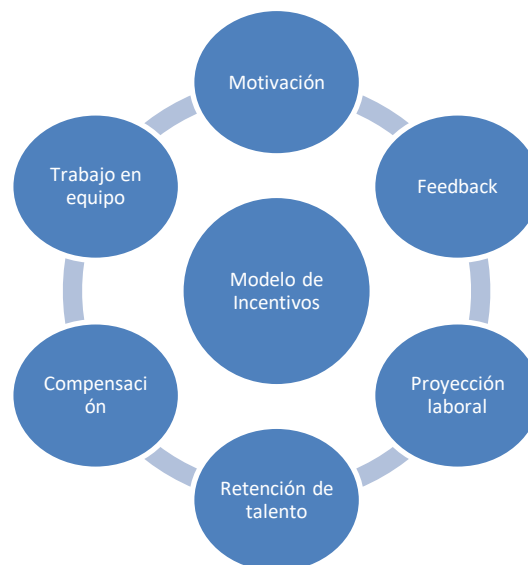 Motivación
Feedback
Proyección
laboral
Retención de
talento
Compensaci
ón
Trabajo en
equipo
Modelo de
Incentivos